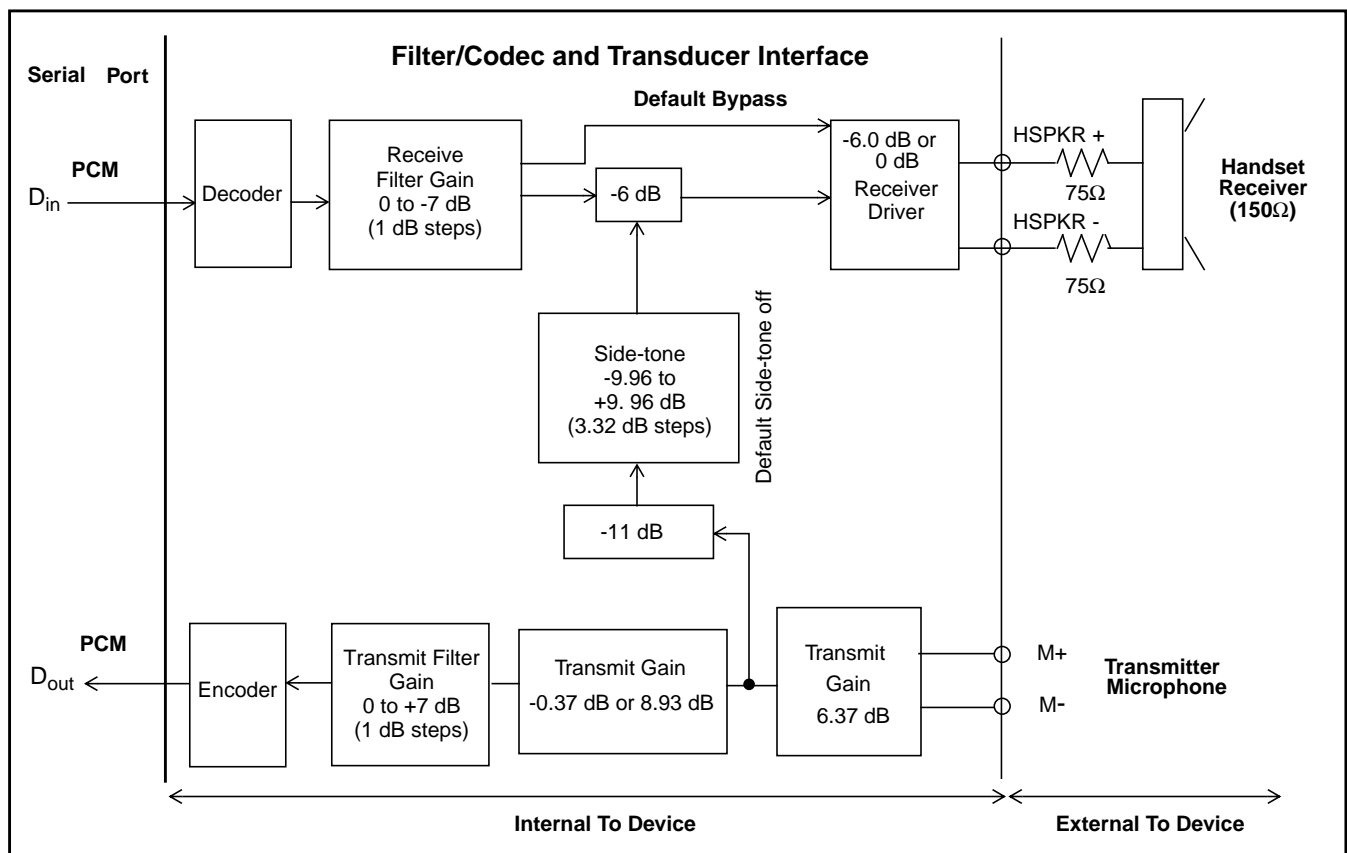 Filter/Codec and Transducer Interface
Serial Port
Default Bypass
PCM
Din
Decoder
Receive
Filter Gain
0 to -7 dB
(1 dB steps)
-6 dB
-6.0 dB or
0 dB
Receiver
Driver
HSPKR +
75Ω
HSPKR -
75Ω
Handset
Receiver
(150Ω)
Side-tone
-9.96 to
+9. 96 dB
(3.32 dB steps)
Default Side-tone off
-11 dB
PCM
Dout
Encoder
Transmit Filter
Gain
0 to +7 dB
(1 dB steps)
Transmit Gain
-0.37 dB or 8.93 dB
Transmit
Gain
6.37 dB
M+
M-
Transmitter
Microphone
Internal To Device
External To Device